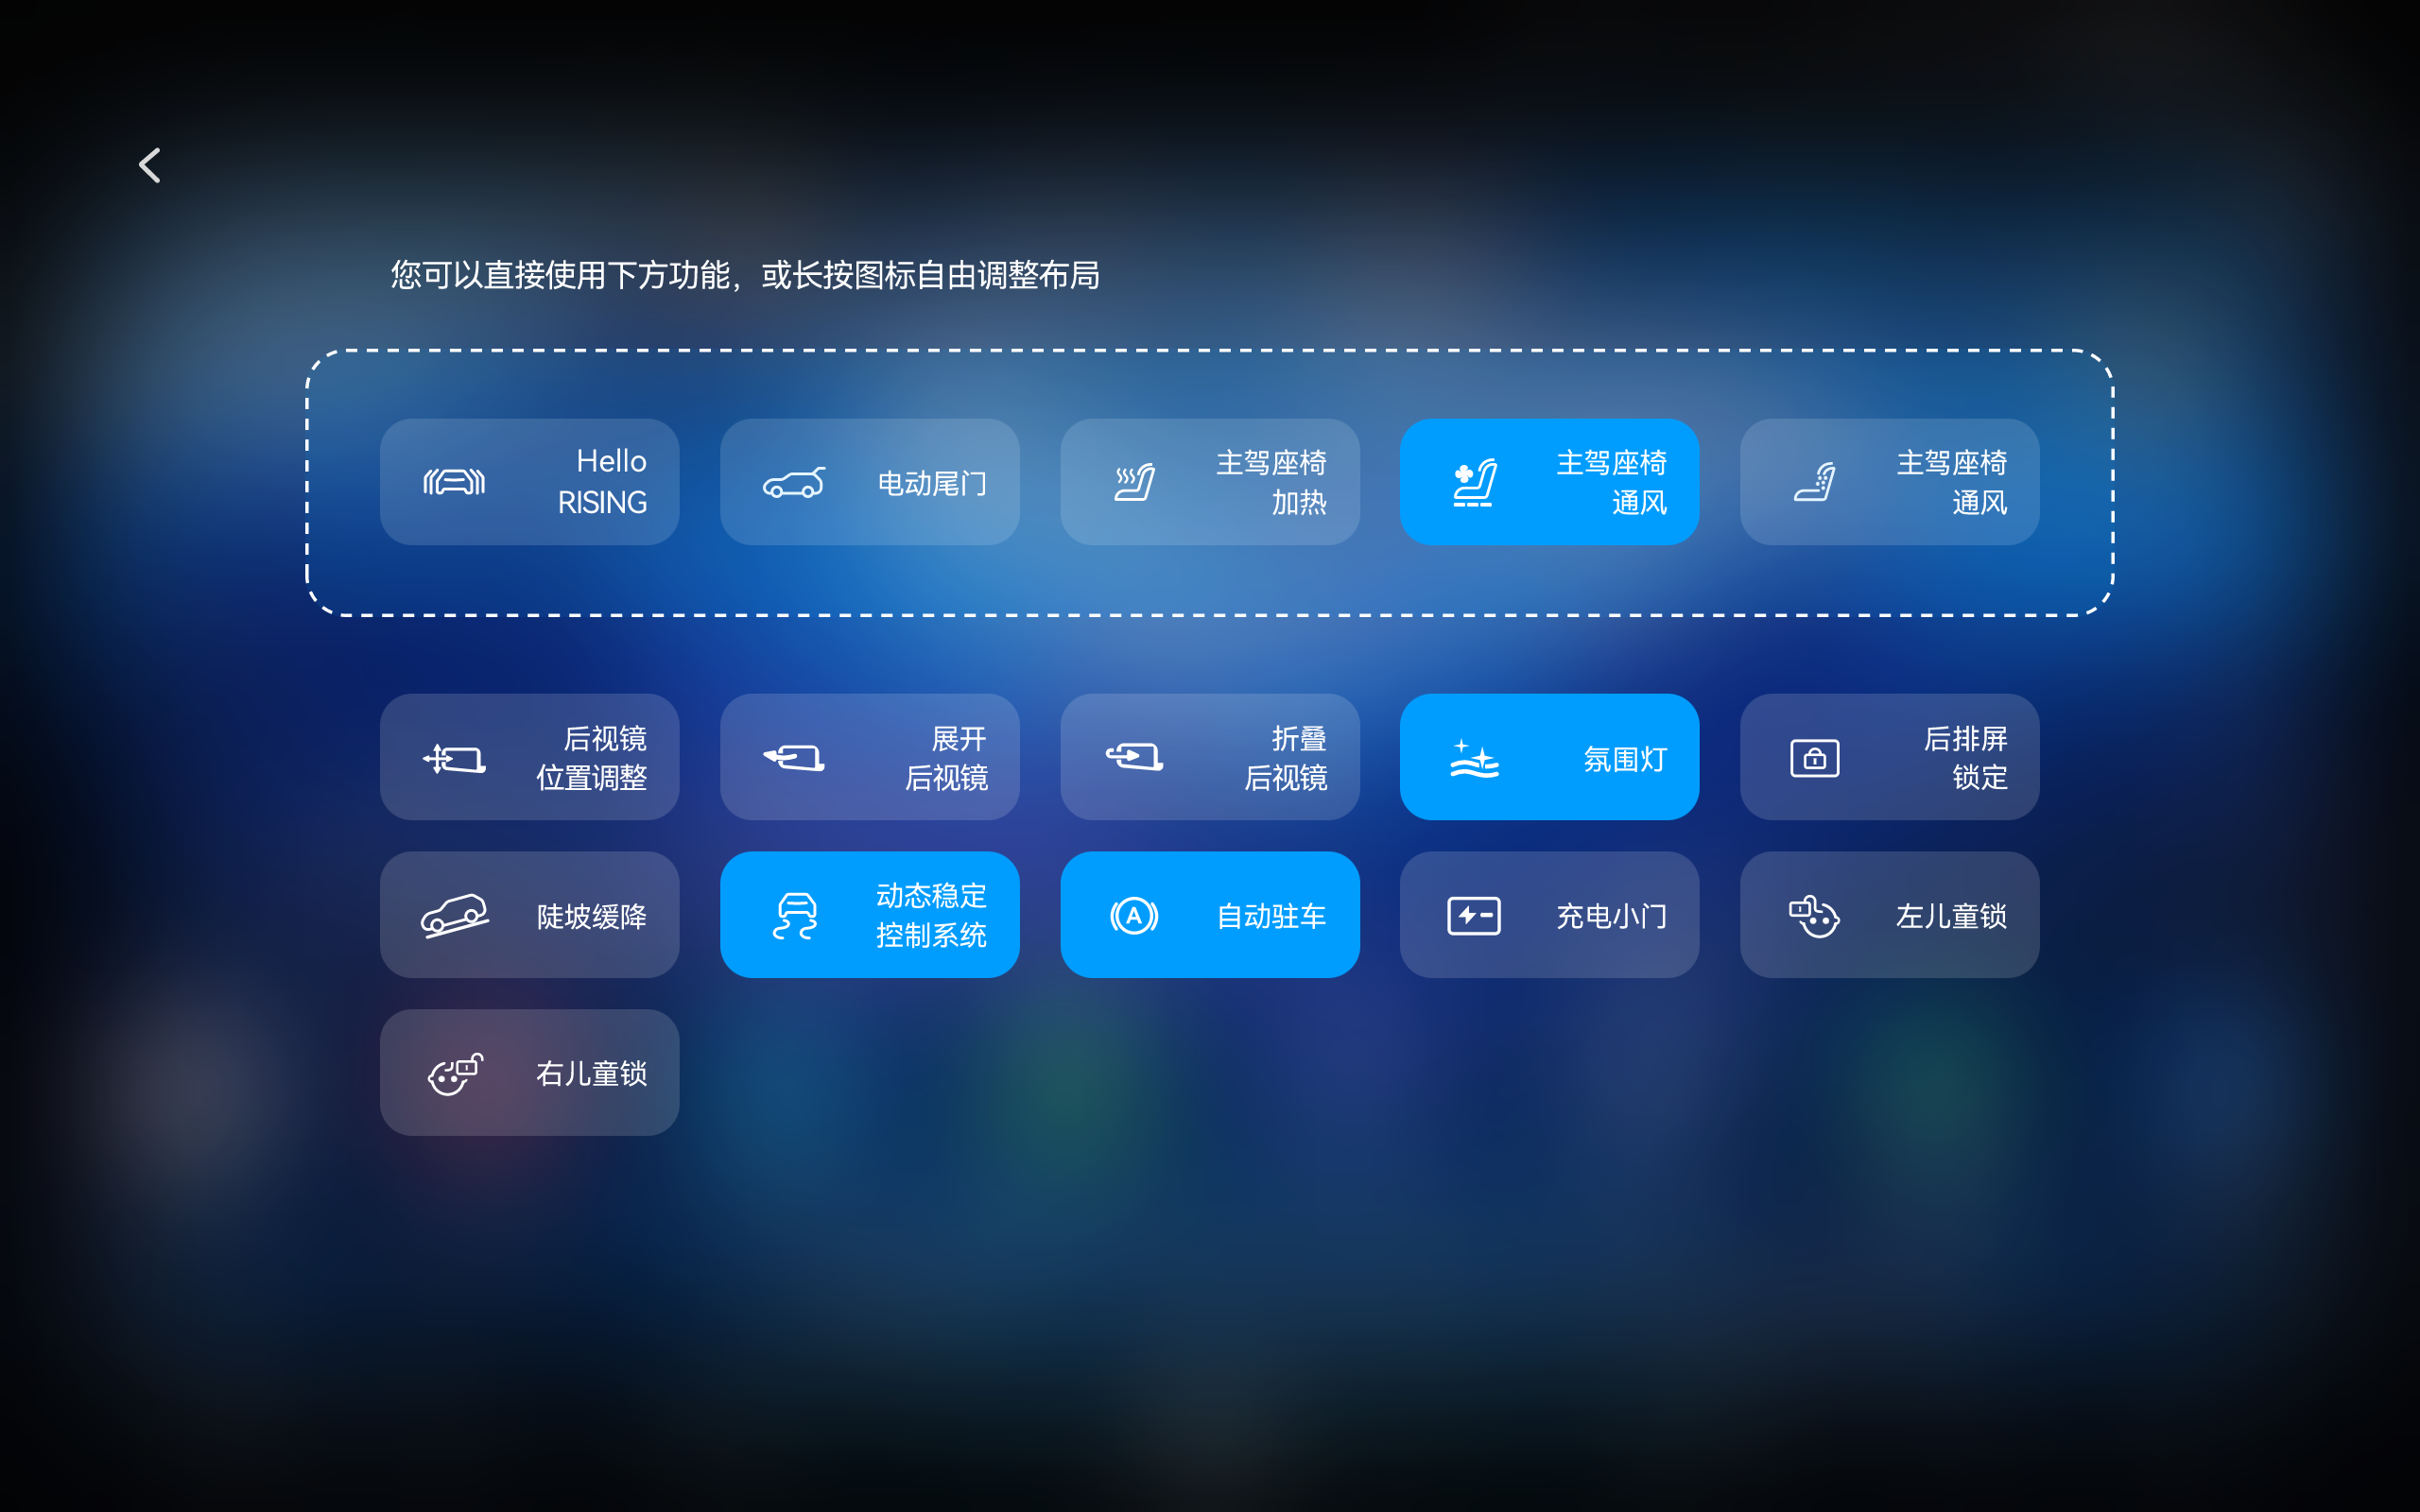 您可以直接使用下方功能，或长按图标自由调整布局
Hello
RISING
电动尾门
主驾座椅
加热
主驾座椅
通风
主驾座椅
通风
后视镜
位置调整
展开
后视镜
折叠
后视镜
氛围灯
后排屏
锁定
陡坡缓降
动态稳定
控制系统
A
自动驻车
充电小门
左儿童锁
右儿童锁